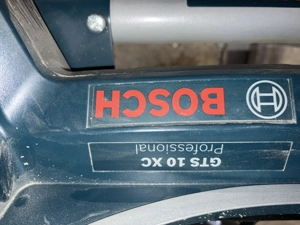 BOSCH
GTS 10 XC
Professional